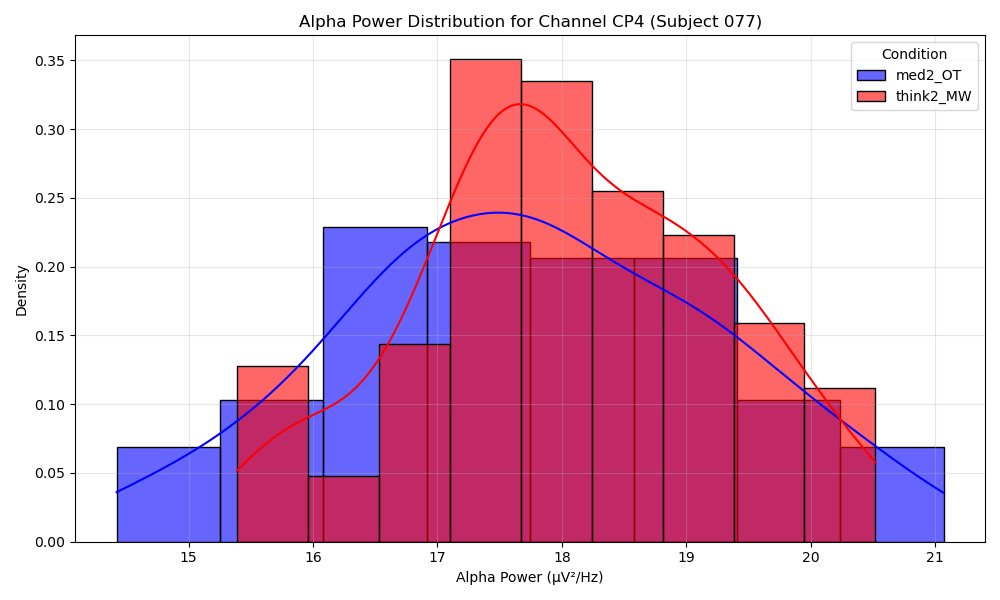 Alpha Power Distribution for Channel CP4 (Subject 077)
Condition
med2_OT
think2_MW
Density
0.35
0.30
0.25
0.20
0.15
0.10
0.05
0.00
15 16 17 18 19 20 21
Alpha Power (μV²/Hz)